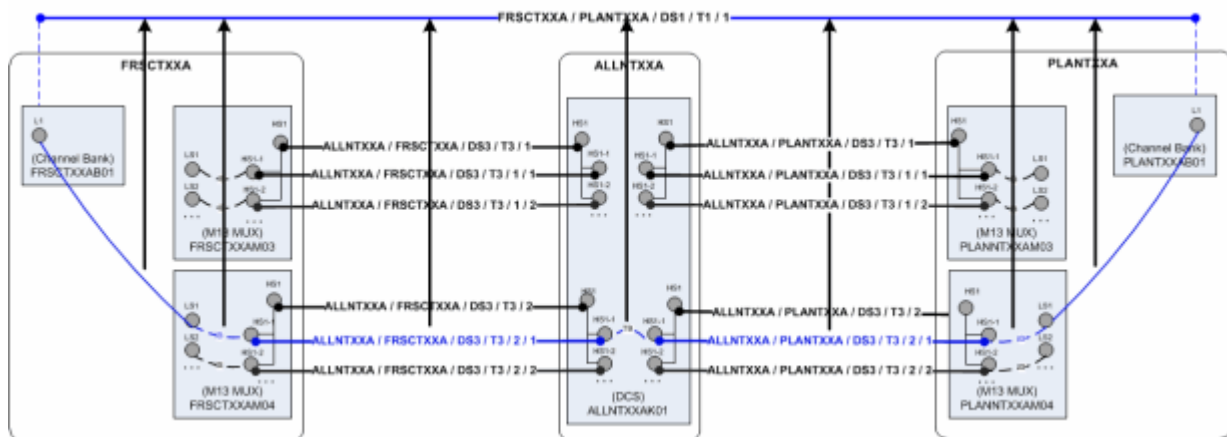 FRSCTXXA / PLANTXXA / DS1 / T1 / 1
FRSCTXXA
L1
(Channel Bank)
FRSCTXXAB01
HS1
LS1
HS1-1
LS2
HS1-2
...
...
(M13 MUX)
FRSCTXXAM03
HS1
LS1
HS1-1
LS2
HS1-2
...
...
(M13 MUX)
FRSCTXXAM04
ALLNTXXA / FRSCTXXA / DS3 / T3 / 1
ALLNTXXA / FRSCTXXA / DS3 / T3 / 1 / 1
ALLNTXXA / FRSCTXXA / DS3 / T3 / 1 / 2
ALLNTXXA / FRSCTXXA / DS3 / T3 / 2
ALLNTXXA / FRSCTXXA / DS3 / T3 / 2 / 1
ALLNTXXA / FRSCTXXA / DS3 / T3 / 2 / 2
ALLNTXXA
HS1
HS1
HS1-1
HS1-1
HS1-2
HS1-2
...
...
HS1
HS1
HS1-1
HS1-1
HS1-2
HS1-2
...
...
(DCS)
ALLNTXXAK01
ALLNTXXA / PLANTXXA / DS3 / T3 / 1
ALLNTXXA / PLANTXXA / DS3 / T3 / 1 / 1
ALLNTXXA / PLANTXXA / DS3 / T3 / 1 / 2
ALLNTXXA / PLANTXXA / DS3 / T3 / 2
ALLNTXXA / PLANTXXA / DS3 / T3 / 2 / 1
ALLNTXXA / PLANTXXA / DS3 / T3 / 2 / 2
PLANTXXA
HS1
HS1-1
LS1
HS1-2
LS2
...
...
(M13 MUX)
PLANNTXXAM03
HS1
LS1
HS1-1
LS2
HS1-2
...
...
(M13 MUX)
PLANNTXXAM04
L1
(Channel Bank)
PLANTXXAB01